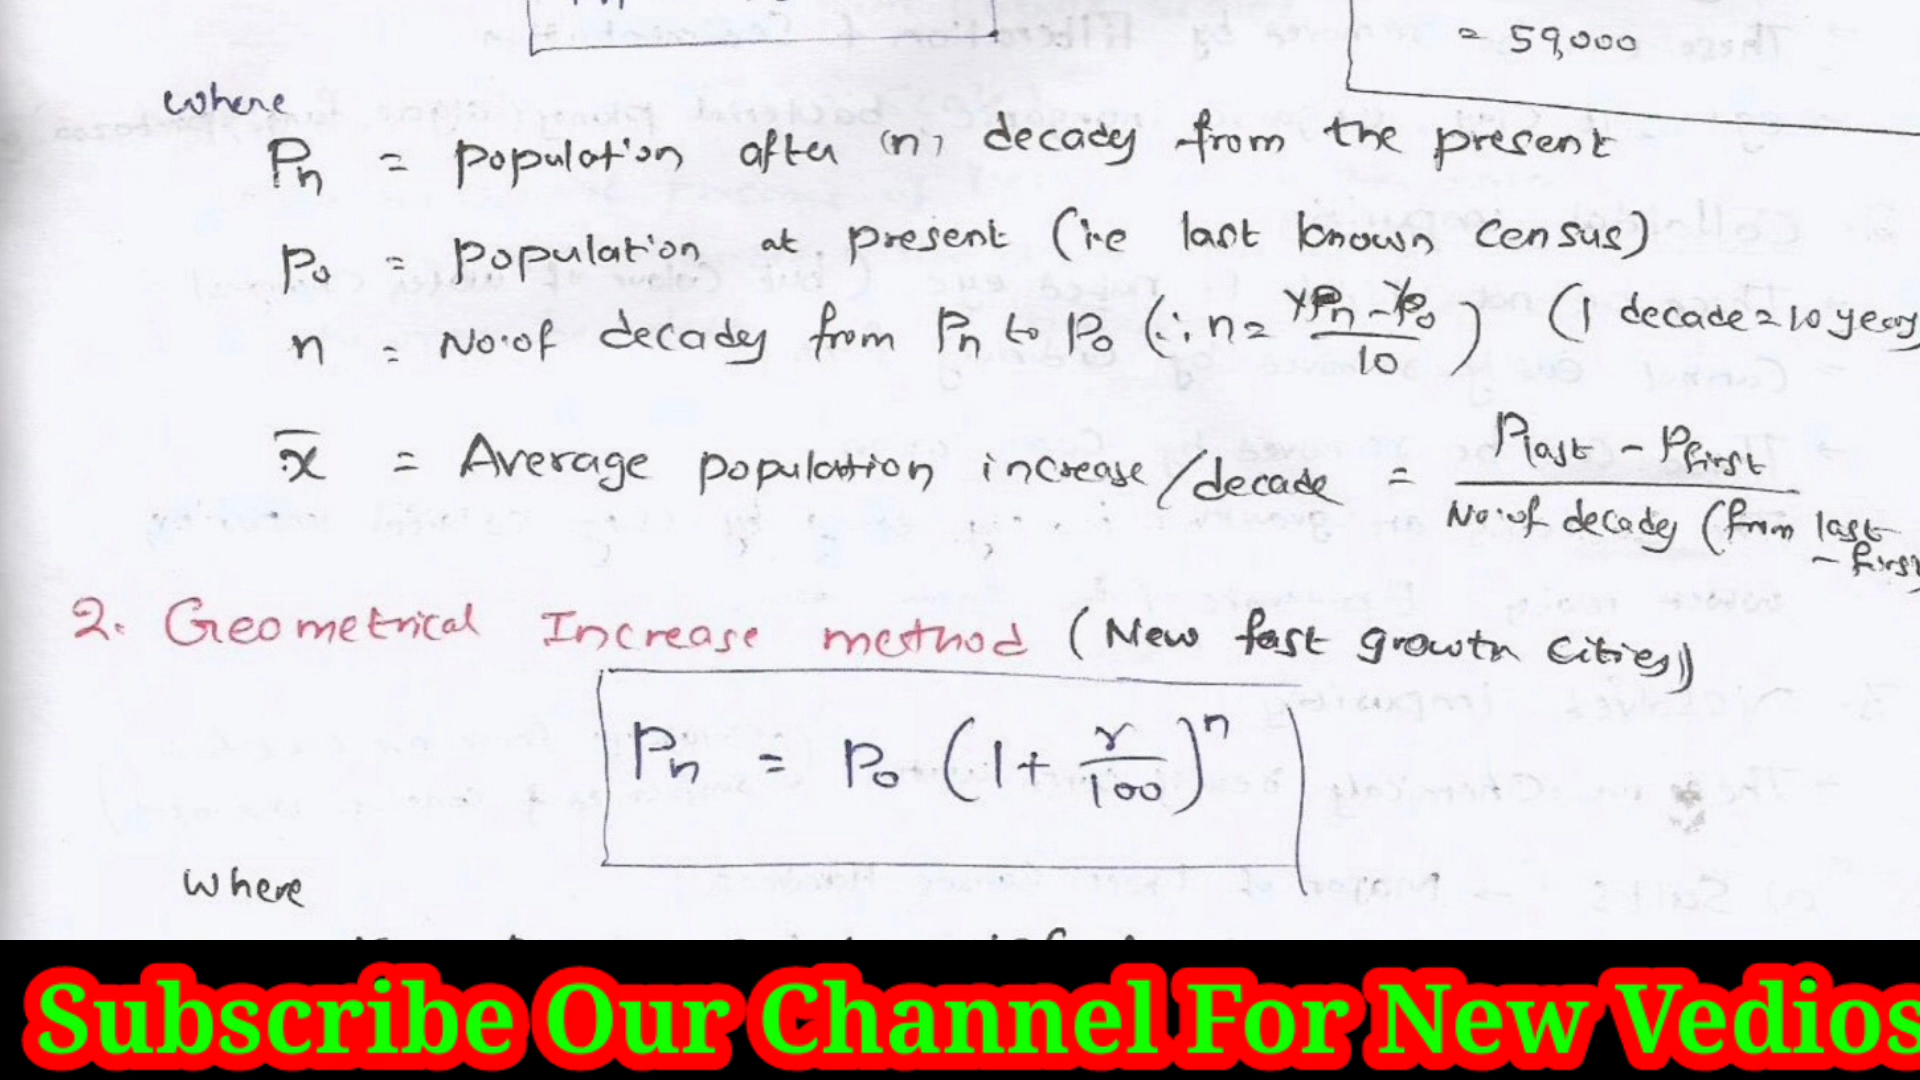 = 59,000
where
Pn = population after (n) decades from the present
Po = population at present (i.e last known census)
n = No.of decades from Pn to Po (∴ n = YPn - YPo / 10) (1 decade = 10 years
x̄ = Average population increase/decade = Plast - Pfirst / No.of decades (from last - first)
2. Geometrical Increase method (New fast growth cities)
Pn = Po (1 + r/100)^n
where
Subscribe Our Channel For New Vedios